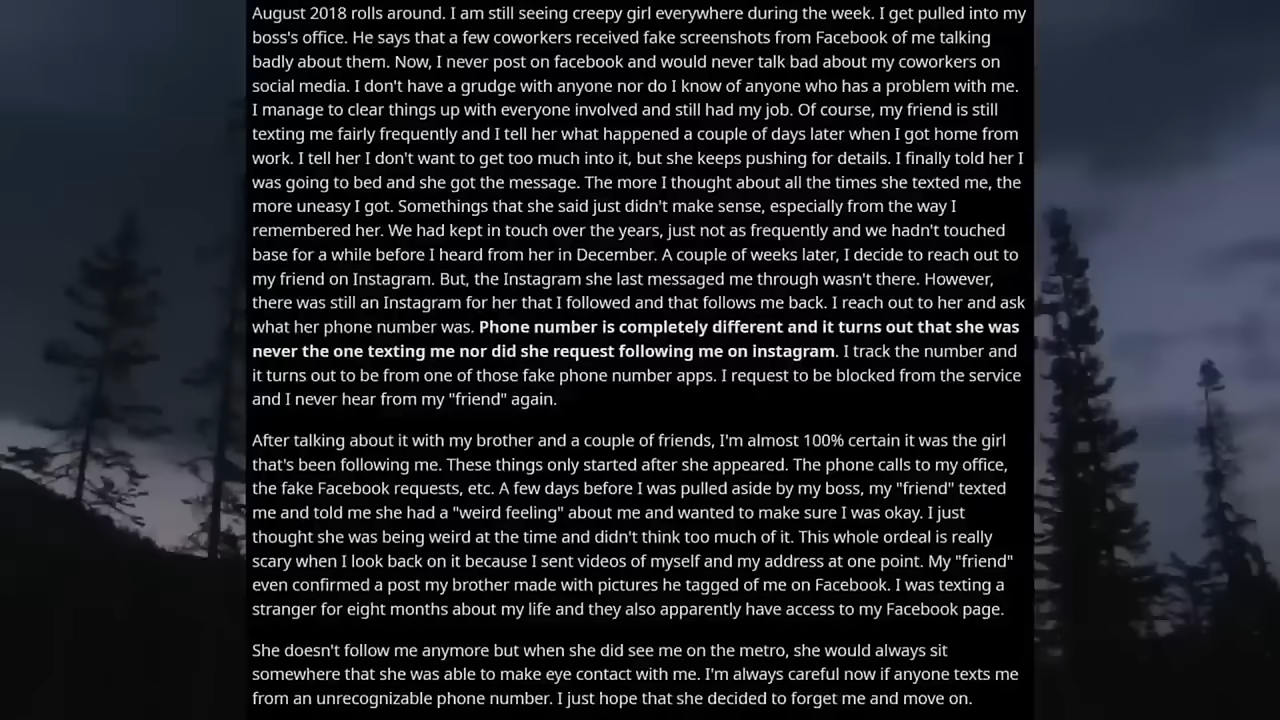 August 2018 rolls around. I am still seeing creepy girl everywhere during the week. I get pulled into my
boss's office. He says that a few coworkers received fake screenshots from Facebook of me talking
badly about them. Now, I never post on facebook and would never talk bad about my coworkers on
social media. I don't have a grudge with anyone nor do I know of anyone who has a problem with me.
I manage to clear things up with everyone involved and still had my job. Of course, my friend is still
texting me fairly frequently and I tell her what happened a couple of days later when I got home from
work. I tell her I don't want to get too much into it, but she keeps pushing for details. I finally told her I
was going to bed and she got the message. The more I thought about all the times she texted me, the
more uneasy I got. Somethings that she said just didn't make sense, especially from the way I
remembered her. We had kept in touch over the years, just not as frequently and we hadn't touched
base for a while before I heard from her in December. A couple of weeks later, I decide to reach out to
my friend on Instagram. But, the Instagram she last messaged me through wasn't there. However,
there was still an Instagram for her that I followed and that follows me back. I reach out to her and ask
what her phone number was. Phone number is completely different and it turns out that she was
never the one texting me nor did she request following me on instagram. I track the number and
it turns out to be from one of those fake phone number apps. I request to be blocked from the service
and I never hear from my "friend" again.
After talking about it with my brother and a couple of friends, I'm almost 100% certain it was the girl
that's been following me. These things only started after she appeared. The phone calls to my office,
the fake Facebook requests, etc. A few days before I was pulled aside by my boss, my "friend" texted
me and told me she had a "weird feeling" about me and wanted to make sure I was okay. I just
thought she was being weird at the time and didn't think too much of it. This whole ordeal is really
scary when I look back on it because I sent videos of myself and my address at one point. My "friend"
even confirmed a post my brother made with pictures he tagged of me on Facebook. I was texting a
stranger for eight months about my life and they also apparently have access to my Facebook page.
She doesn't follow me anymore but when she did see me on the metro, she would always sit
somewhere that she was able to make eye contact with me. I'm always careful now if anyone texts me
from an unrecognizable phone number. I just hope that she decided to forget me and move on.